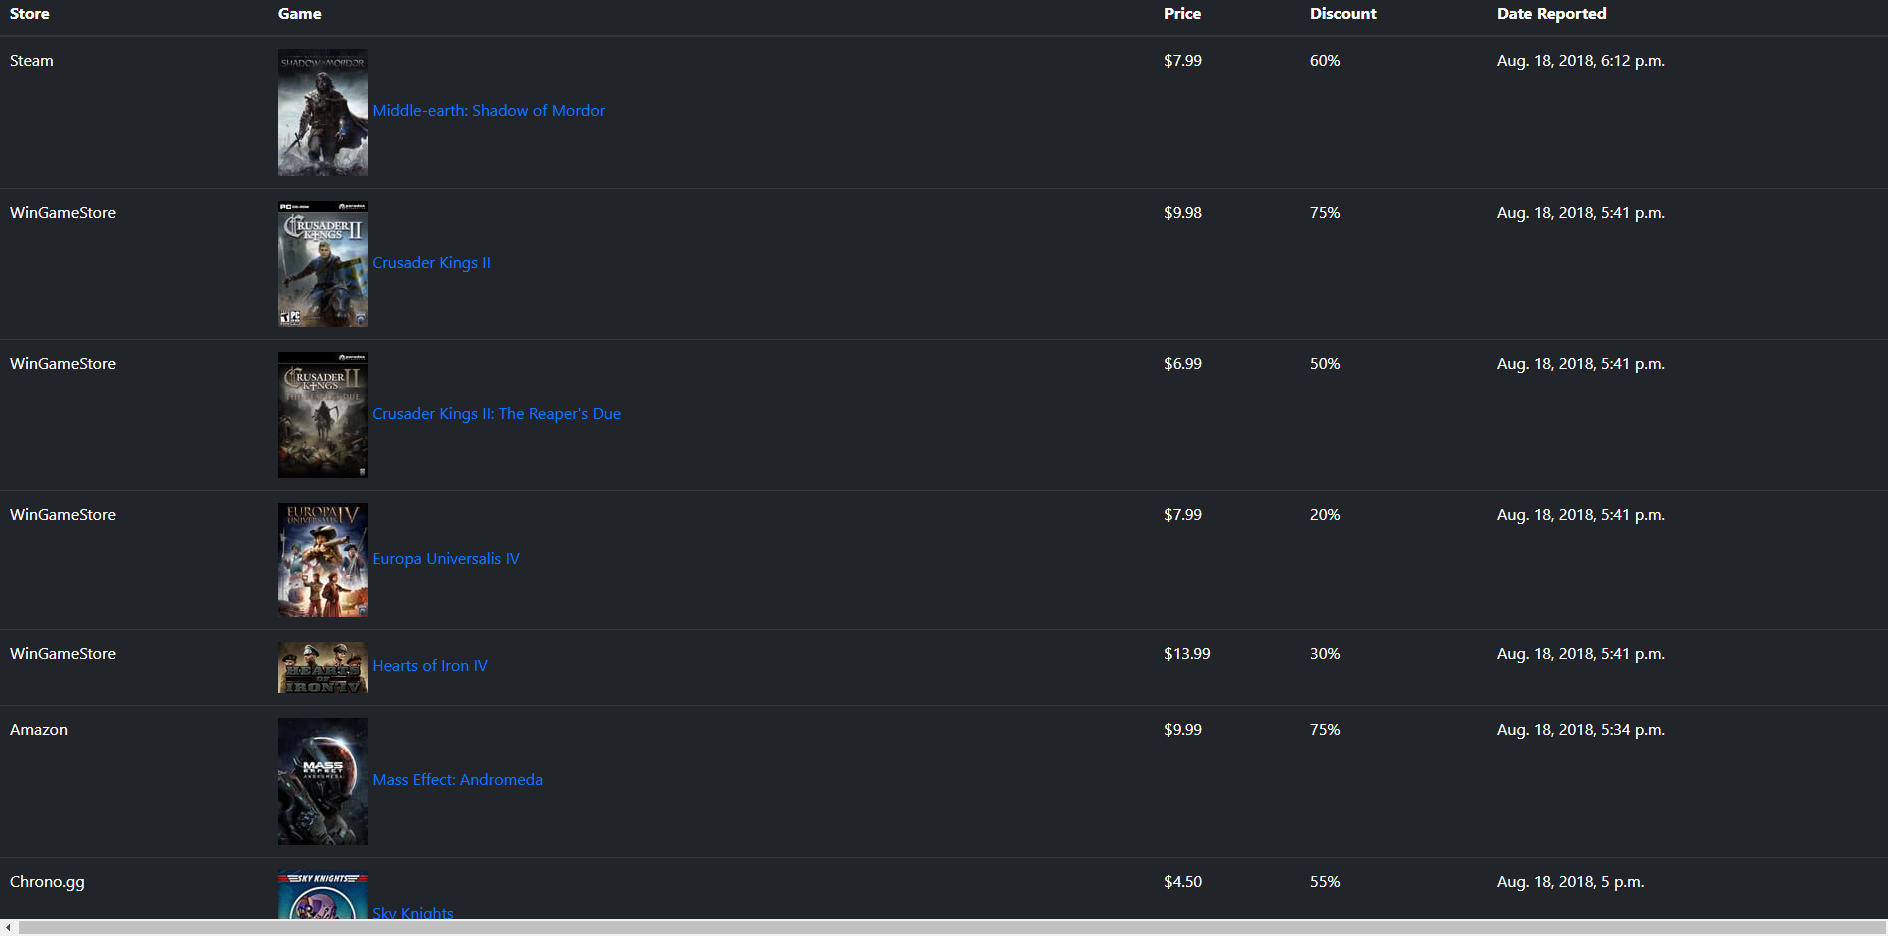 Store Game Price Discount Date Reported
Steam $7.99 60% Aug. 18, 2018, 6:12 p.m.
SHADOW OF MORDOR
Middle-earth: Shadow of Mordor
WinGameStore $9.98 75% Aug. 18, 2018, 5:41 p.m.
PC
CRUSADER
KINGS II
Crusader Kings II
PC
WinGameStore $6.99 50% Aug. 18, 2018, 5:41 p.m.
CRUSADER
KINGS II
THE REAPER'S DUE
Crusader Kings II: The Reaper's Due
WinGameStore $7.99 20% Aug. 18, 2018, 5:41 p.m.
EUROPA
UNIVERSALIS IV
Europa Universalis IV
WinGameStore $13.99 30% Aug. 18, 2018, 5:41 p.m.
HEARTS
OF
IRON IV
Hearts of Iron IV
Amazon $9.99 75% Aug. 18, 2018, 5:34 p.m.
MASS
EFFECT
ANDROMEDA
Mass Effect: Andromeda
Chrono.gg $4.50 55% Aug. 18, 2018, 5 p.m.
SKY KNIGHTS
Sky Knights